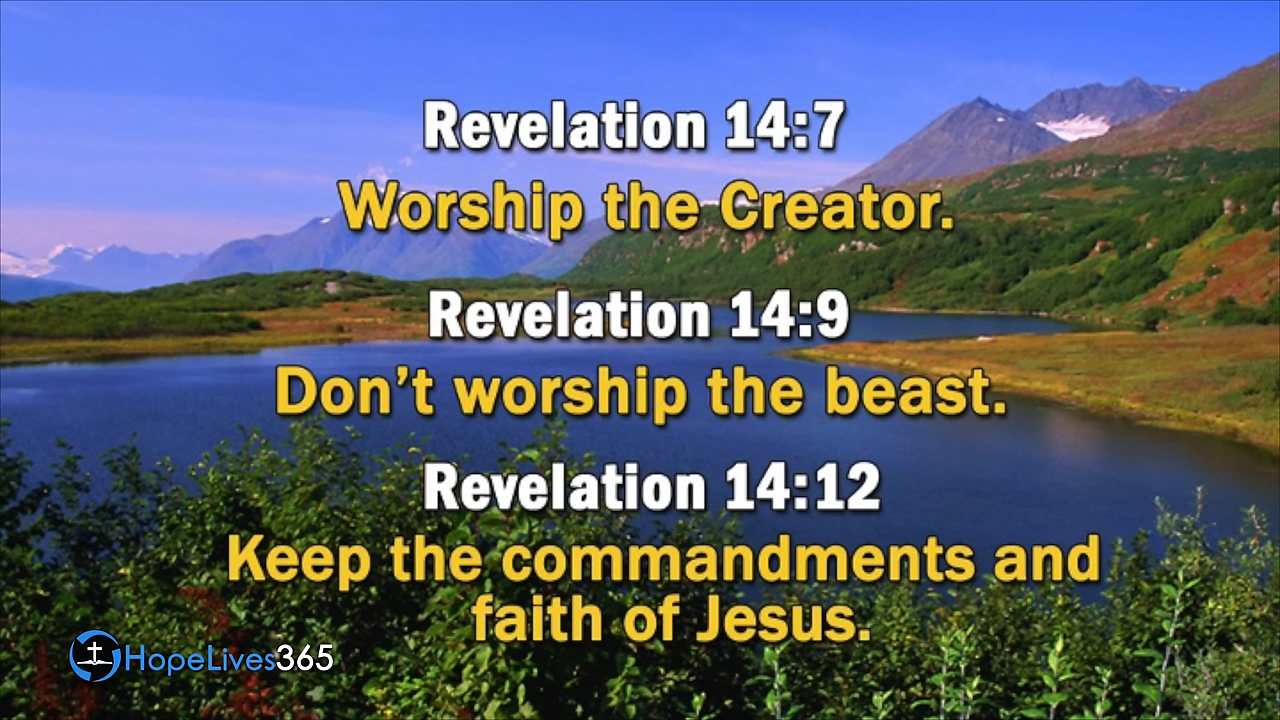 Revelation 14:7
Worship the Creator.
Revelation 14:9
Don’t worship the beast.
Revelation 14:12
Keep the commandments and
faith of Jesus.
HopeLives365